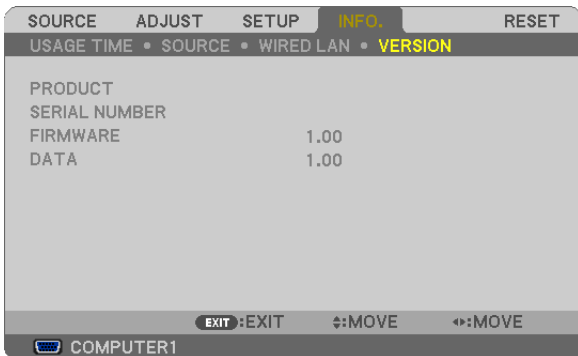 SOURCE ADJUST SETUP INFO. RESET
USAGE TIME • SOURCE • WIRED LAN • VERSION
PRODUCT
SERIAL NUMBER
FIRMWARE 1.00
DATA 1.00
EXIT :EXIT ♦:MOVE ◂▸:MOVE
COMPUTER1